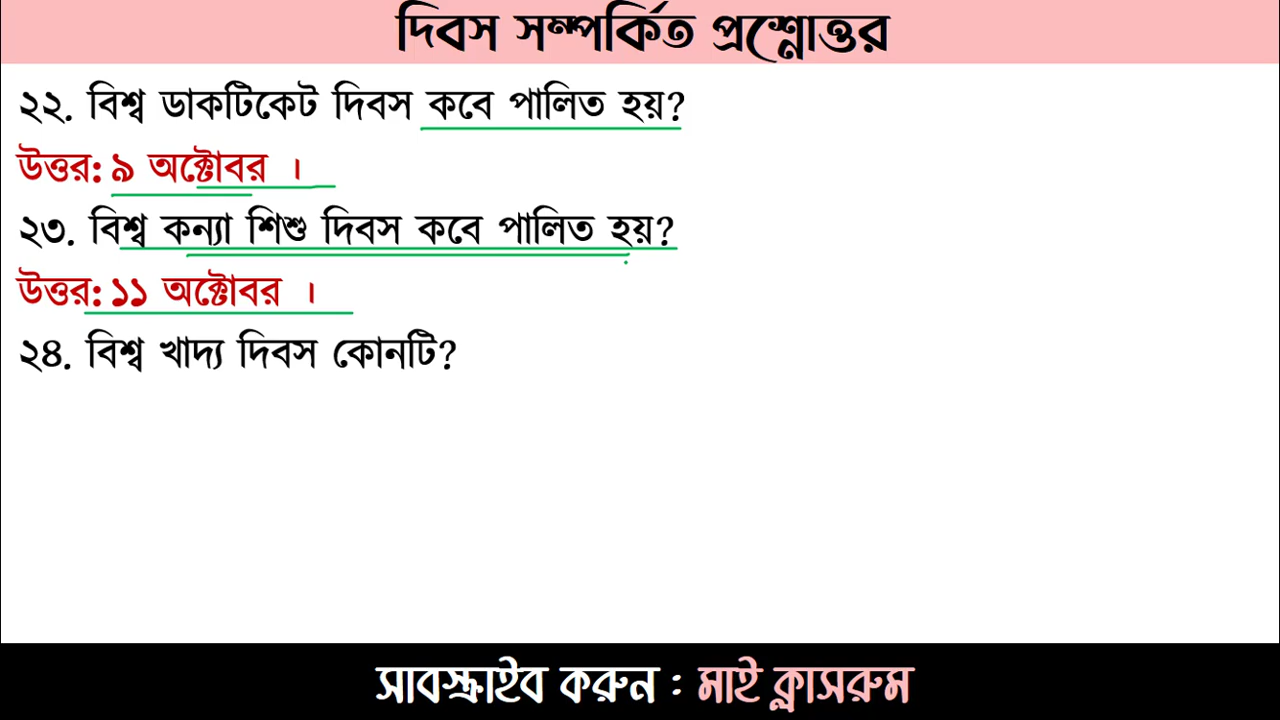 দিবস সম্পর্কিত প্রশ্নোত্তর
২২. বিশ্ব ডাকটিকেট দিবস কবে পালিত হয়?
উত্তর: ৯ অক্টোবর ।
২৩. বিশ্ব কন্যা শিশু দিবস কবে পালিত হয়?
উত্তর: ১১ অক্টোবর ।
২৪. বিশ্ব খাদ্য দিবস কোনটি?
সাবস্ক্রাইব করুন : মাই ক্লাসরুম